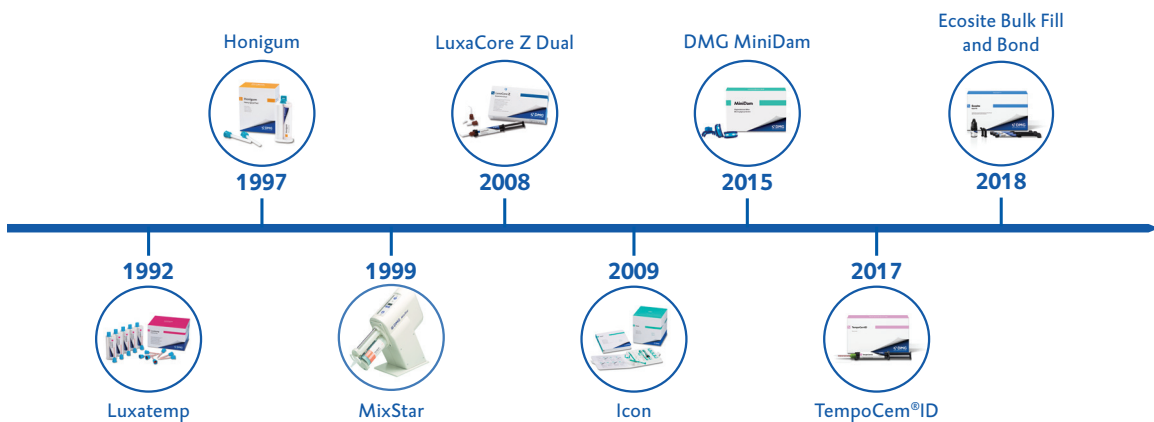 Honigum
LuxaCore Z Dual
DMG MiniDam
Ecosite Bulk Fill
and Bond
1997
2008
2015
2018
1992
1999
2009
2017
Luxatemp
MixStar
Icon
TempoCem®ID